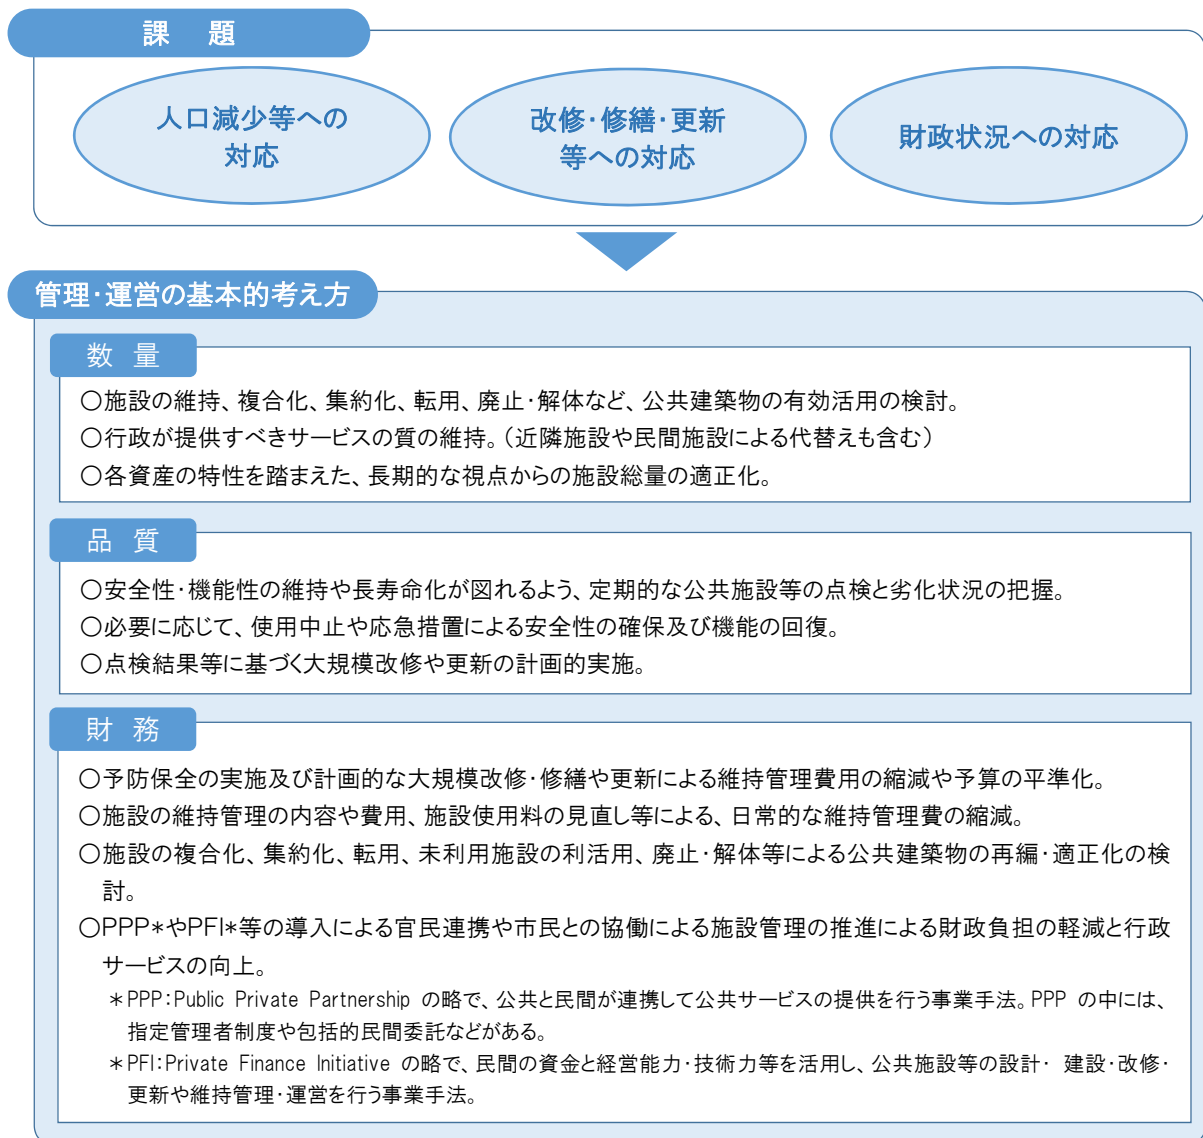 課　題
人口減少等への
対応
改修・修繕・更新
等への対応
財政状況への対応
管理・運営の基本的考え方
数 量
○施設の維持、複合化、集約化、転用、廃止・解体など、公共建築物の有効活用の検討。
○行政が提供すべきサービスの質の維持。（近隣施設や民間施設による代替えも含む）
○各資産の特性を踏まえた、長期的な視点からの施設総量の適正化。
品 質
○安全性・機能性の維持や長寿命化が図れるよう、定期的な公共施設等の点検と劣化状況の把握。
○必要に応じて、使用中止や応急措置による安全性の確保及び機能の回復。
○点検結果等に基づく大規模改修や更新の計画的実施。
財 務
○予防保全の実施及び計画的な大規模改修・修繕や更新による維持管理費用の縮減や予算の平準化。
○施設の維持管理の内容や費用、施設使用料の見直し等による、日常的な維持管理費の縮減。
○施設の複合化、集約化、転用、未利用施設の利活用、廃止・解体等による公共建築物の再編・適正化の検
討。
○PPP＊やPFI＊等の導入による官民連携や市民との協働による施設管理の推進による財政負担の軽減と行政
サービスの向上。
＊PPP：Public Private Partnership の略で、公共と民間が連携して公共サービスの提供を行う事業手法。PPP の中には、
指定管理者制度や包括的民間委託などがある。
＊PFI：Private Finance Initiative の略で、民間の資金と経営能力・技術力等を活用し、公共施設等の設計・ 建設・改修・
更新や維持管理・運営を行う事業手法。